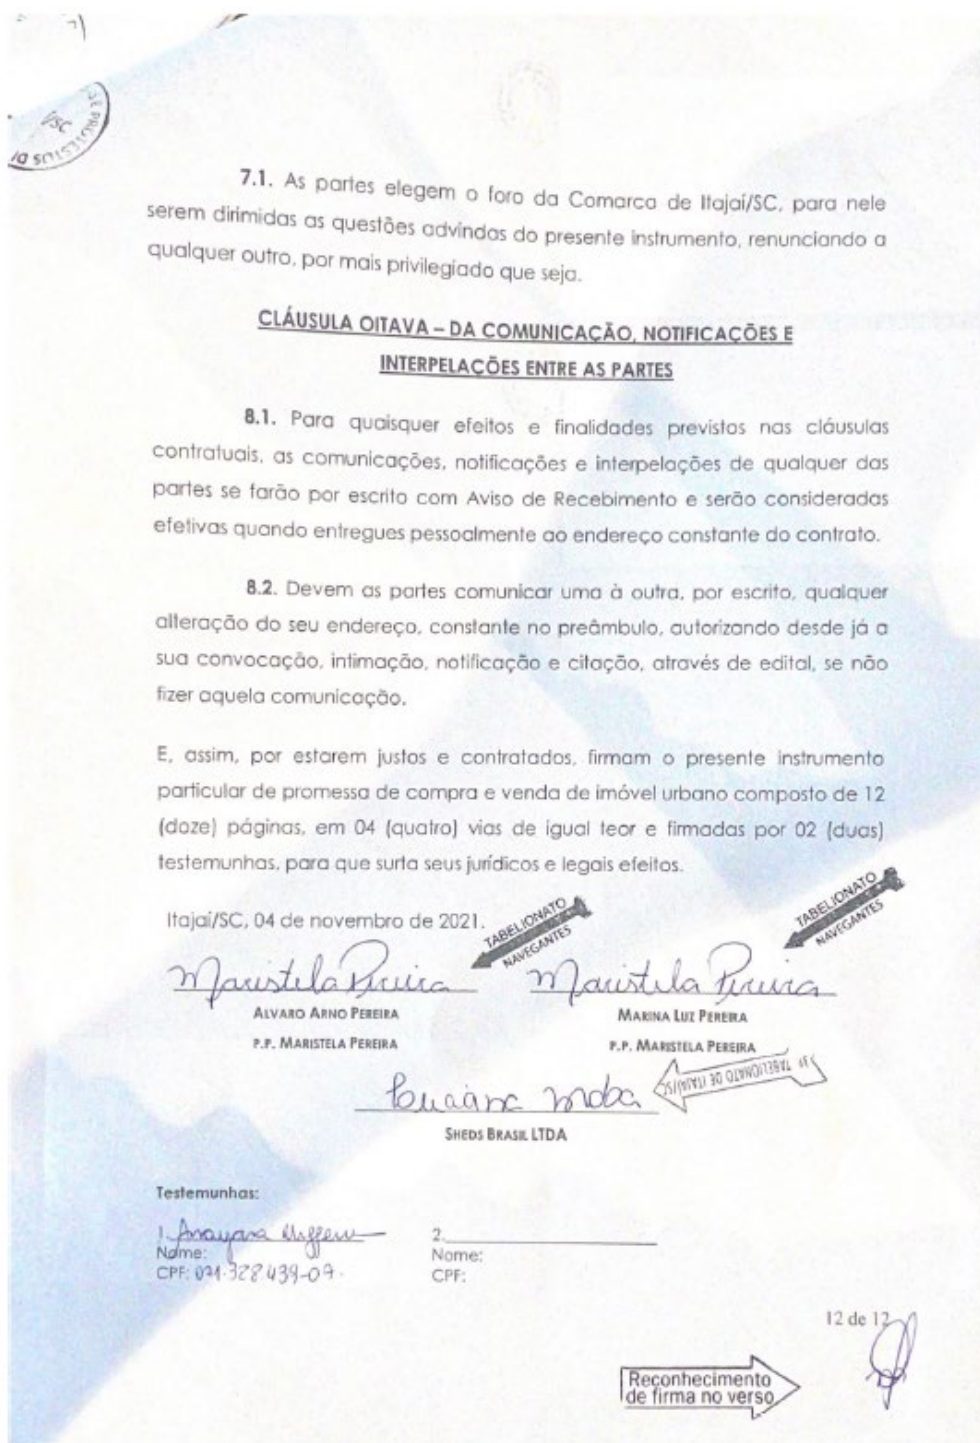 7.1. As partes elegem o foro da Comarca de Itajaí/SC, para nele
serem dirimidas as questões advindas do presente instrumento, renunciando a
qualquer outro, por mais privilegiado que seja.
CLÁUSULA OITAVA – DA COMUNICAÇÃO, NOTIFICAÇÕES E
INTERPELAÇÕES ENTRE AS PARTES
8.1. Para quaisquer efeitos e finalidades previstas nas cláusulas
contratuais, as comunicações, notificações e interpelações de qualquer das
partes se farão por escrito com Aviso de Recebimento e serão consideradas
efetivas quando entregues pessoalmente ao endereço constante do contrato.
8.2. Devem as partes comunicar uma à outra, por escrito, qualquer
alteração do seu endereço, constante no preâmbulo, autorizando desde já a
sua convocação, intimação, notificação e citação, através de edital, se não
fizer aquela comunicação.
E, assim, por estarem justos e contratados, firmam o presente instrumento
particular de promessa de compra e venda de imóvel urbano composto de 12
(doze) páginas, em 04 (quatro) vias de igual teor e firmadas por 02 (duas)
testemunhas, para que surta seus jurídicos e legais efeitos.
Itajaí/SC, 04 de novembro de 2021.
TABELIONATO
NAVEGANTES
TABELIONATO
NAVEGANTES
Maristela Pereira Maristela Pereira
ALVARO ARNO PEREIRA MARINA LUZ PEREIRA
P.P. MARISTELA PEREIRA P.P. MARISTELA PEREIRA
3º TABELIONATO DE ITAJAÍ/SC
SHEDS BRASIL LTDA
Testemunhas:
1. 2.
Nome: Nome:
CPF: 071.328.439-07. CPF:
12 de 12
Reconhecimento
de firma no verso